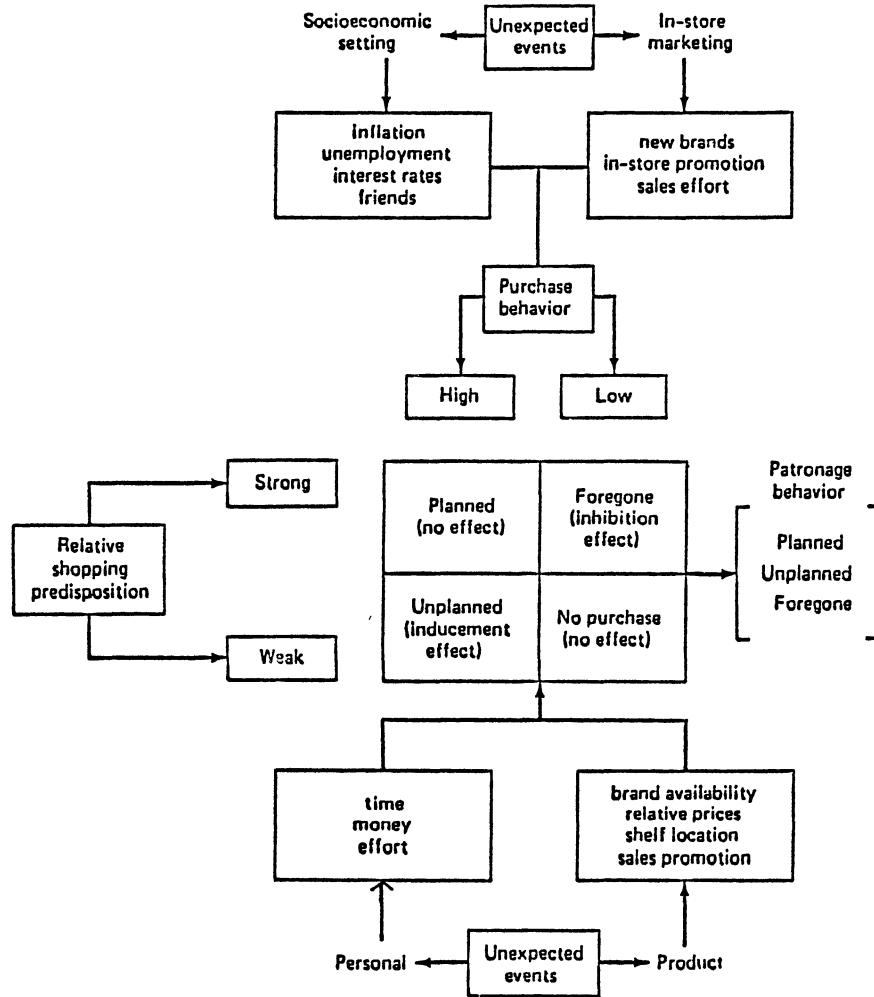 Socioeconomic
setting
Unexpected
events
In-store
marketing
inflation
unemployment
interest rates
friends
new brands
in-store promotion
sales effort
Purchase
behavior
High
Low
Strong
Relative
shopping
predisposition
Weak
Planned
(no effect)
Foregone
(inhibition
effect)
Unplanned
(inducement
effect)
No purchase
(no effect)
Patronage
behavior
Planned
Unplanned
Foregone
time
money
effort
brand availability
relative prices
shelf location
sales promotion
Personal
Unexpected
events
Product